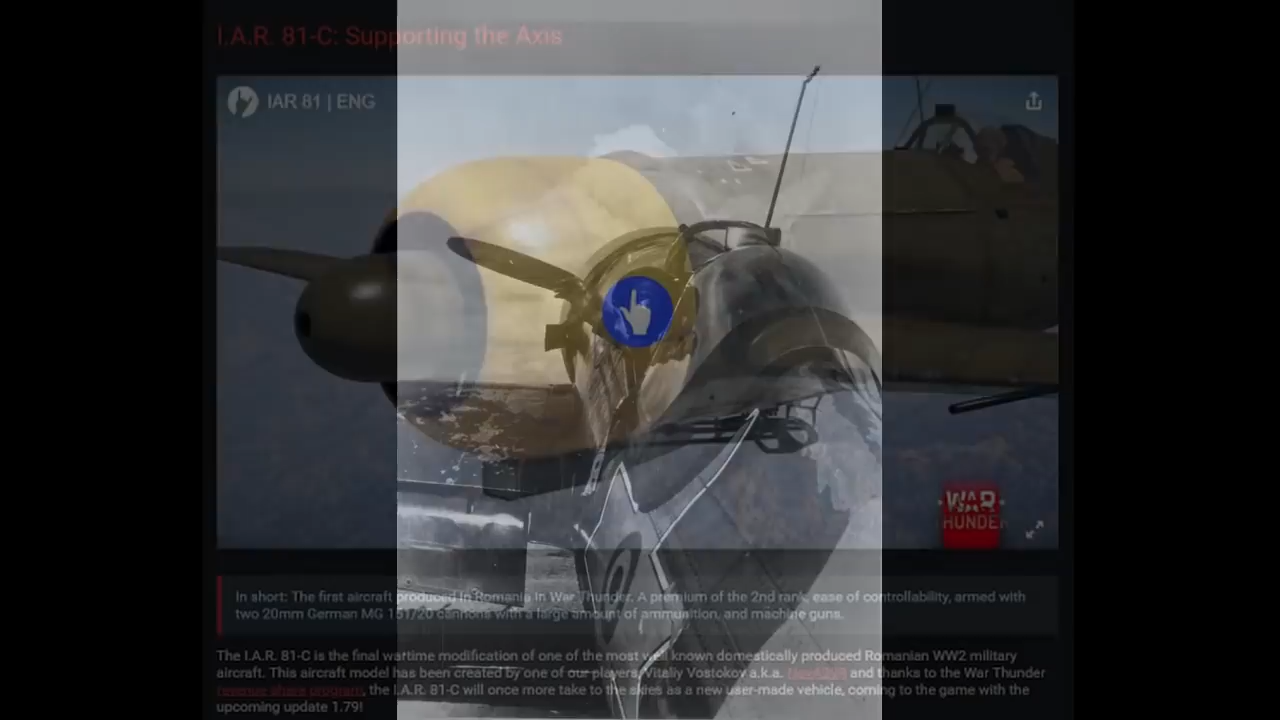 I.A.R. 81-C: Supporting the Axis
IAR 81 | ENG
WAR
THUNDER
In short: The first aircraft produced in Romania in War Thunder. A premium of the 2nd rank, ease of controllability, armed with
two 20mm German MG 151/20 cannons with a large amount of ammunition, and machine guns.
The I.A.R. 81-C is the final wartime modification of one of the most well known domestically produced Romanian WW2 military
aircraft. This aircraft model has been created by one of our players, Vitaliy Vostokov a.k.a. and thanks to the War Thunder
revenue share program, the I.A.R. 81-C will once more take to the skies as a new user-made vehicle, coming to the game with the
upcoming update 1.79!